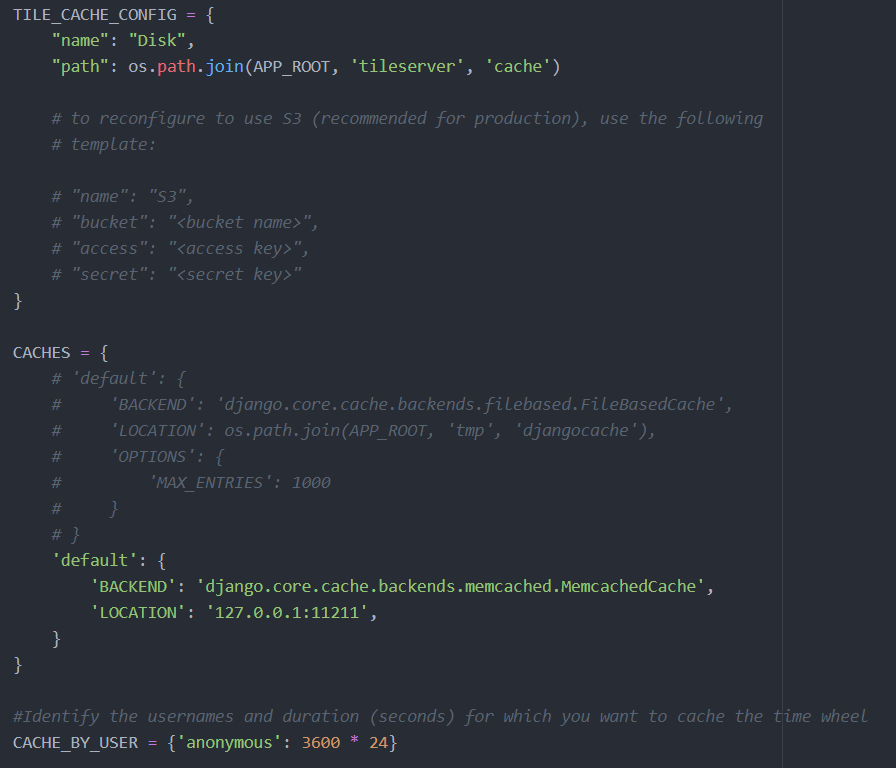 TILE_CACHE_CONFIG = {
    "name": "Disk",
    "path": os.path.join(APP_ROOT, 'tileserver', 'cache')
    # to reconfigure to use S3 (recommended for production), use the following
    # template:
    # "name": "S3",
    # "bucket": "<bucket name>",
    # "access": "<access key>",
    # "secret": "<secret key>"
}
CACHES = {
    # 'default': {
    #     'BACKEND': 'django.core.cache.backends.filebased.FileBasedCache',
    #     'LOCATION': os.path.join(APP_ROOT, 'tmp', 'djangocache'),
    #     'OPTIONS': {
    #         'MAX_ENTRIES': 1000
    #     }
    # }
    'default': {
        'BACKEND': 'django.core.cache.backends.memcached.MemcachedCache',
        'LOCATION': '127.0.0.1:11211',
    }
}
#Identify the usernames and duration (seconds) for which you want to cache the time wheel
CACHE_BY_USER = {'anonymous': 3600 * 24}